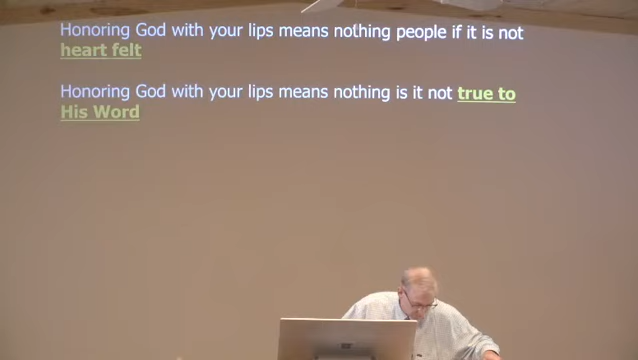 Honoring God with your lips means nothing people if it is not
heart felt
Honoring God with your lips means nothing is it not true to
His Word